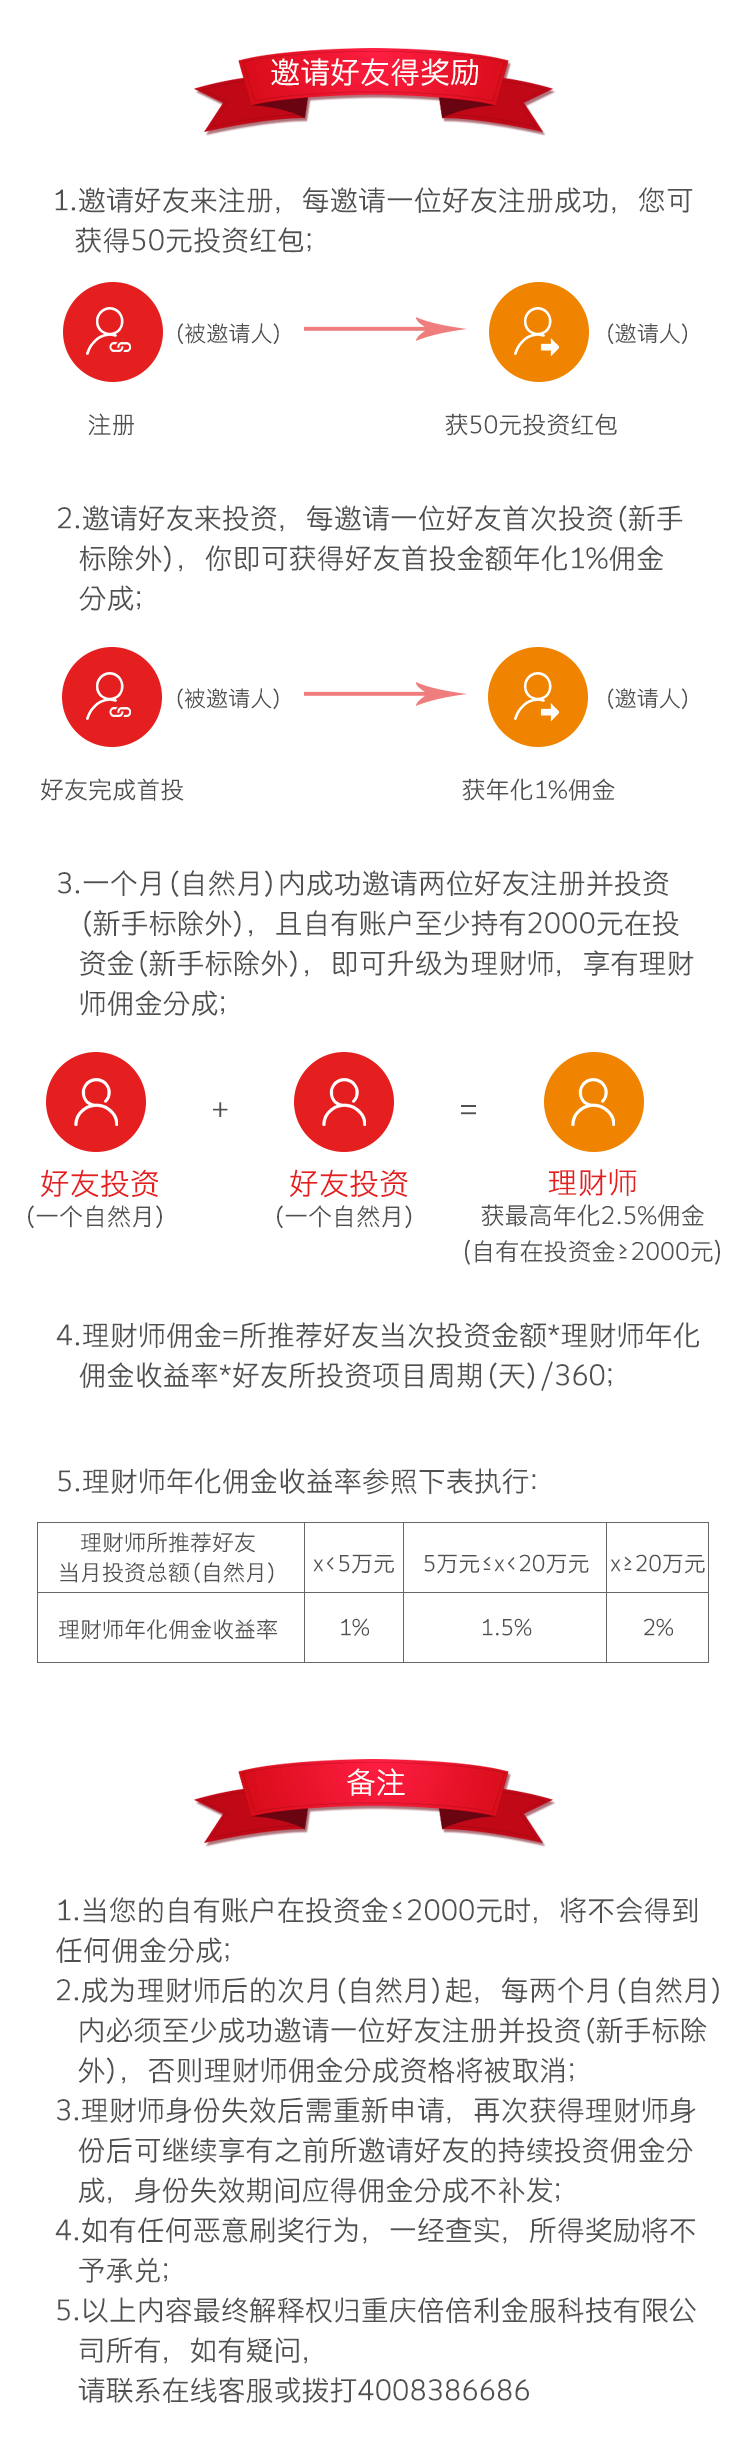 邀请好友得奖励
1.邀请好友来注册，每邀请一位好友注册成功，您可
获得50元投资红包;
(被邀请人)
(邀请人)
注册
获50元投资红包
2.邀请好友来投资，每邀请一位好友首次投资(新手
标除外)，你即可获得好友首投金额年化1%佣金
分成;
(被邀请人)
(邀请人)
好友完成首投
获年化1%佣金
3.一个月(自然月)内成功邀请两位好友注册并投资
(新手标除外)，且自有账户至少持有2000元在投
资金(新手标除外)，即可升级为理财师，享有理财
师佣金分成;
+
=
好友投资
好友投资
理财师
(一个自然月)
(一个自然月)
获最高年化2.5%佣金
(自有在投资金≥2000元)
4.理财师佣金=所推荐好友当次投资金额*理财师年化
佣金收益率*好友所投资项目周期(天)/360;
5.理财师年化佣金收益率参照下表执行:
理财师所推荐好友
当月投资总额(自然月)
x<5万元
5万元≤x<20万元
x≥20万元
理财师年化佣金收益率
1%
1.5%
2%
备注
1.当您的自有账户在投资金≤2000元时，将不会得到
任何佣金分成;
2.成为理财师后的次月(自然月)起，每两个月(自然月)
内必须至少成功邀请一位好友注册并投资(新手标除
外)，否则理财师佣金分成资格将被取消;
3.理财师身份失效后需重新申请，再次获得理财师身
份后可继续享有之前所邀请好友的持续投资佣金分
成，身份失效期间应得佣金分成不补发;
4.如有任何恶意刷奖行为，一经查实，所得奖励将不
予承兑;
5.以上内容最终解释权归重庆倍倍利金服科技有限公
司所有，如有疑问，
请联系在线客服或拨打4008386686